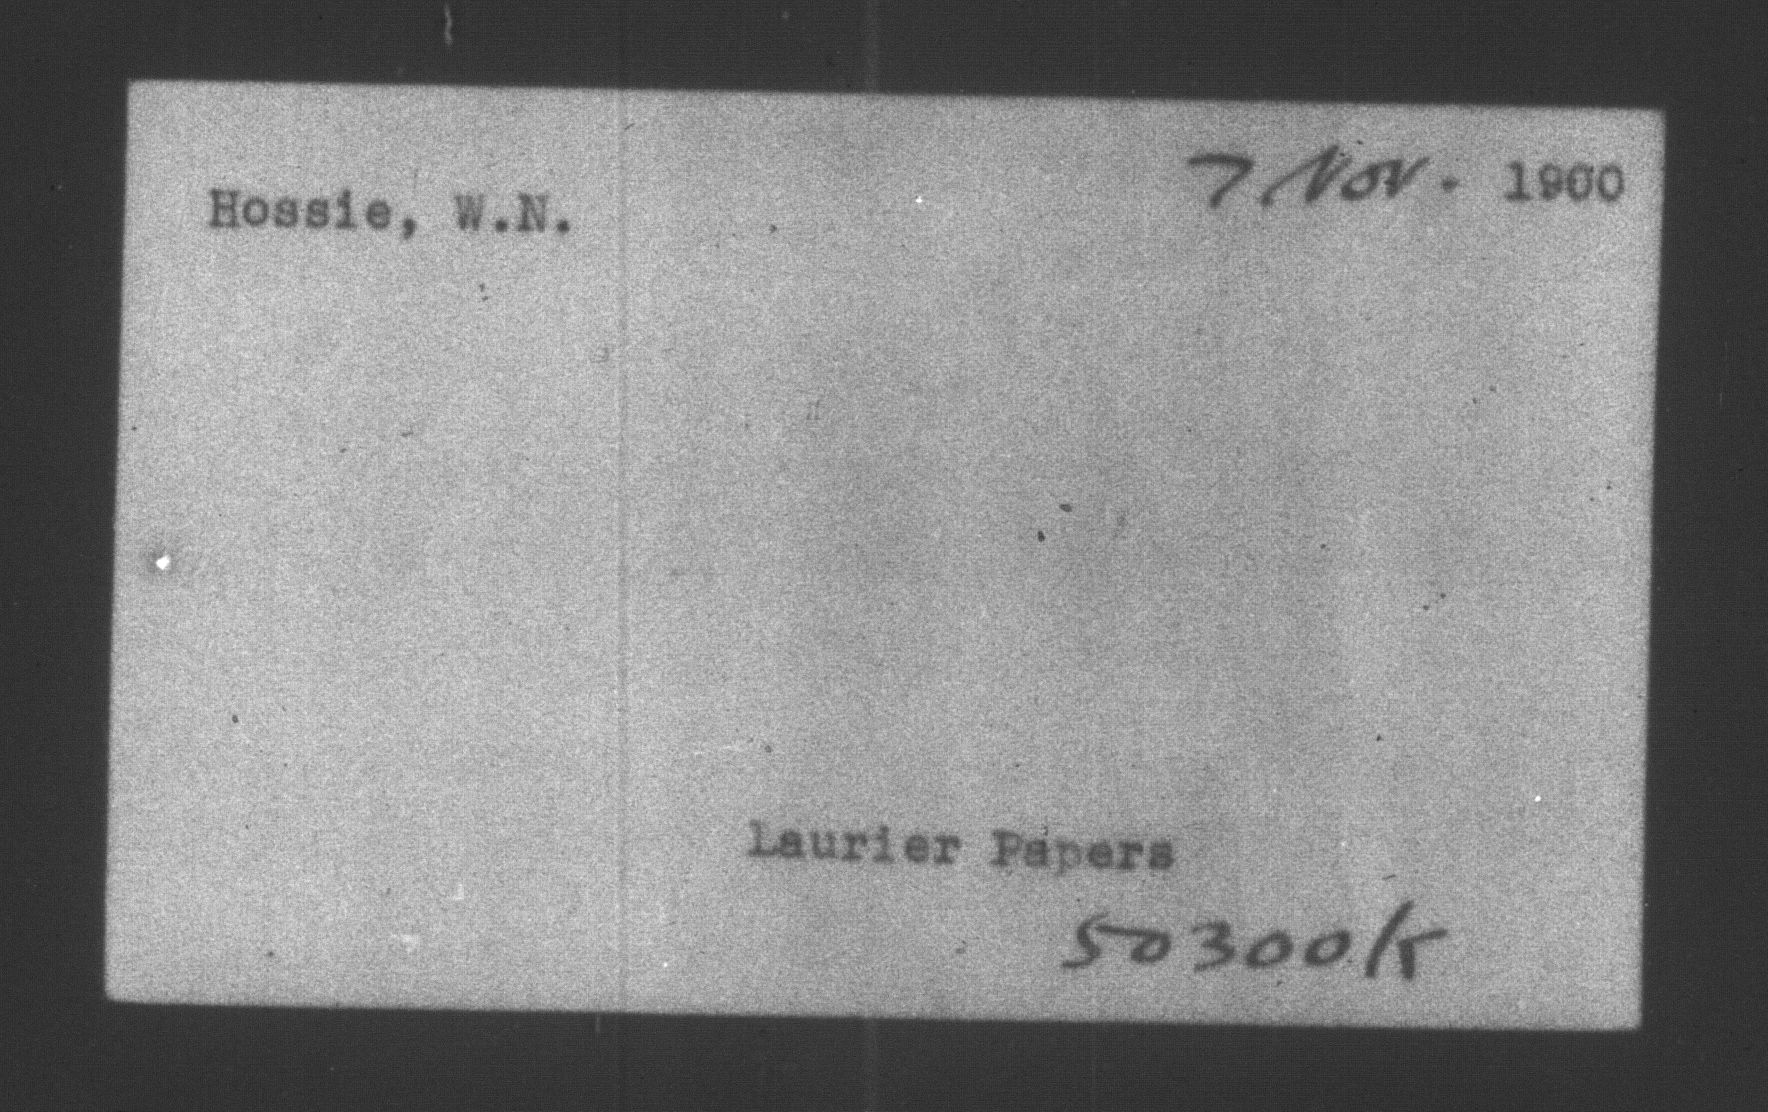 Hossie, W.N.
7 Nov. 1900
Laurier Papers
50300/5